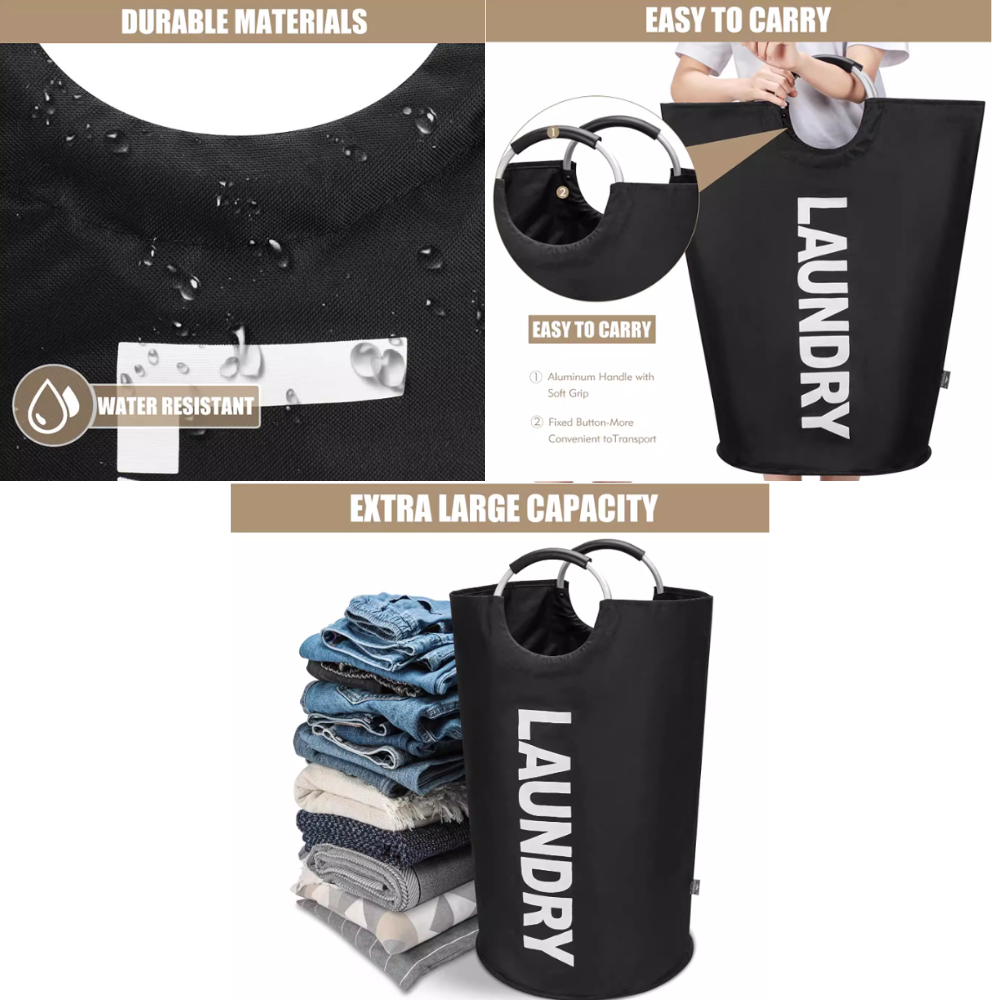 DURABLE MATERIALS
EASY TO CARRY
WATER RESISTANT
1
2
EASY TO CARRY
① Aluminum Handle with
Soft Grip
② Fixed Button-More
Convenient toTransport
LAUNDRY
EXTRA LARGE CAPACITY
LAUNDRY